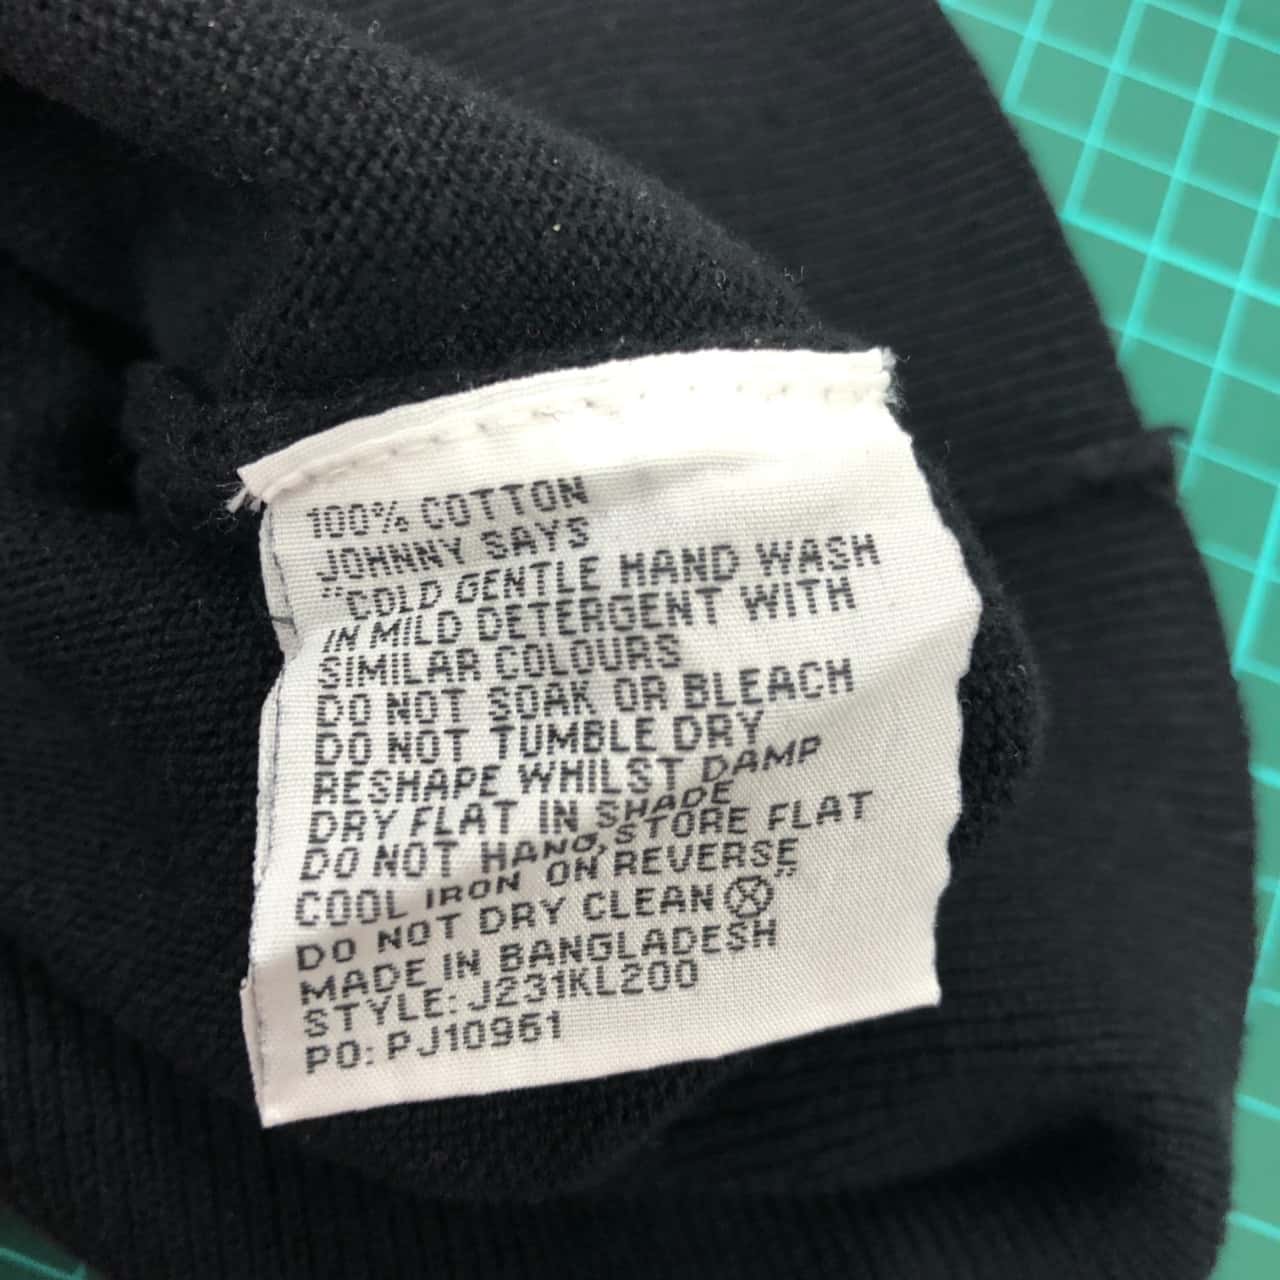 100% COTTON
JOHNNY SAYS
"COLD GENTLE HAND WASH
IN MILD DETERGENT WITH
SIMILAR COLOURS
DO NOT SOAK OR BLEACH
DO NOT TUMBLE DRY
RESHAPE WHILST DAMP
DRY FLAT IN SHADE
DO NOT HANG, STORE FLAT
COOL IRON ON REVERSE
DO NOT DRY CLEAN"
MADE IN BANGLADESH
STYLE: J231KL200
PO: PJ10961